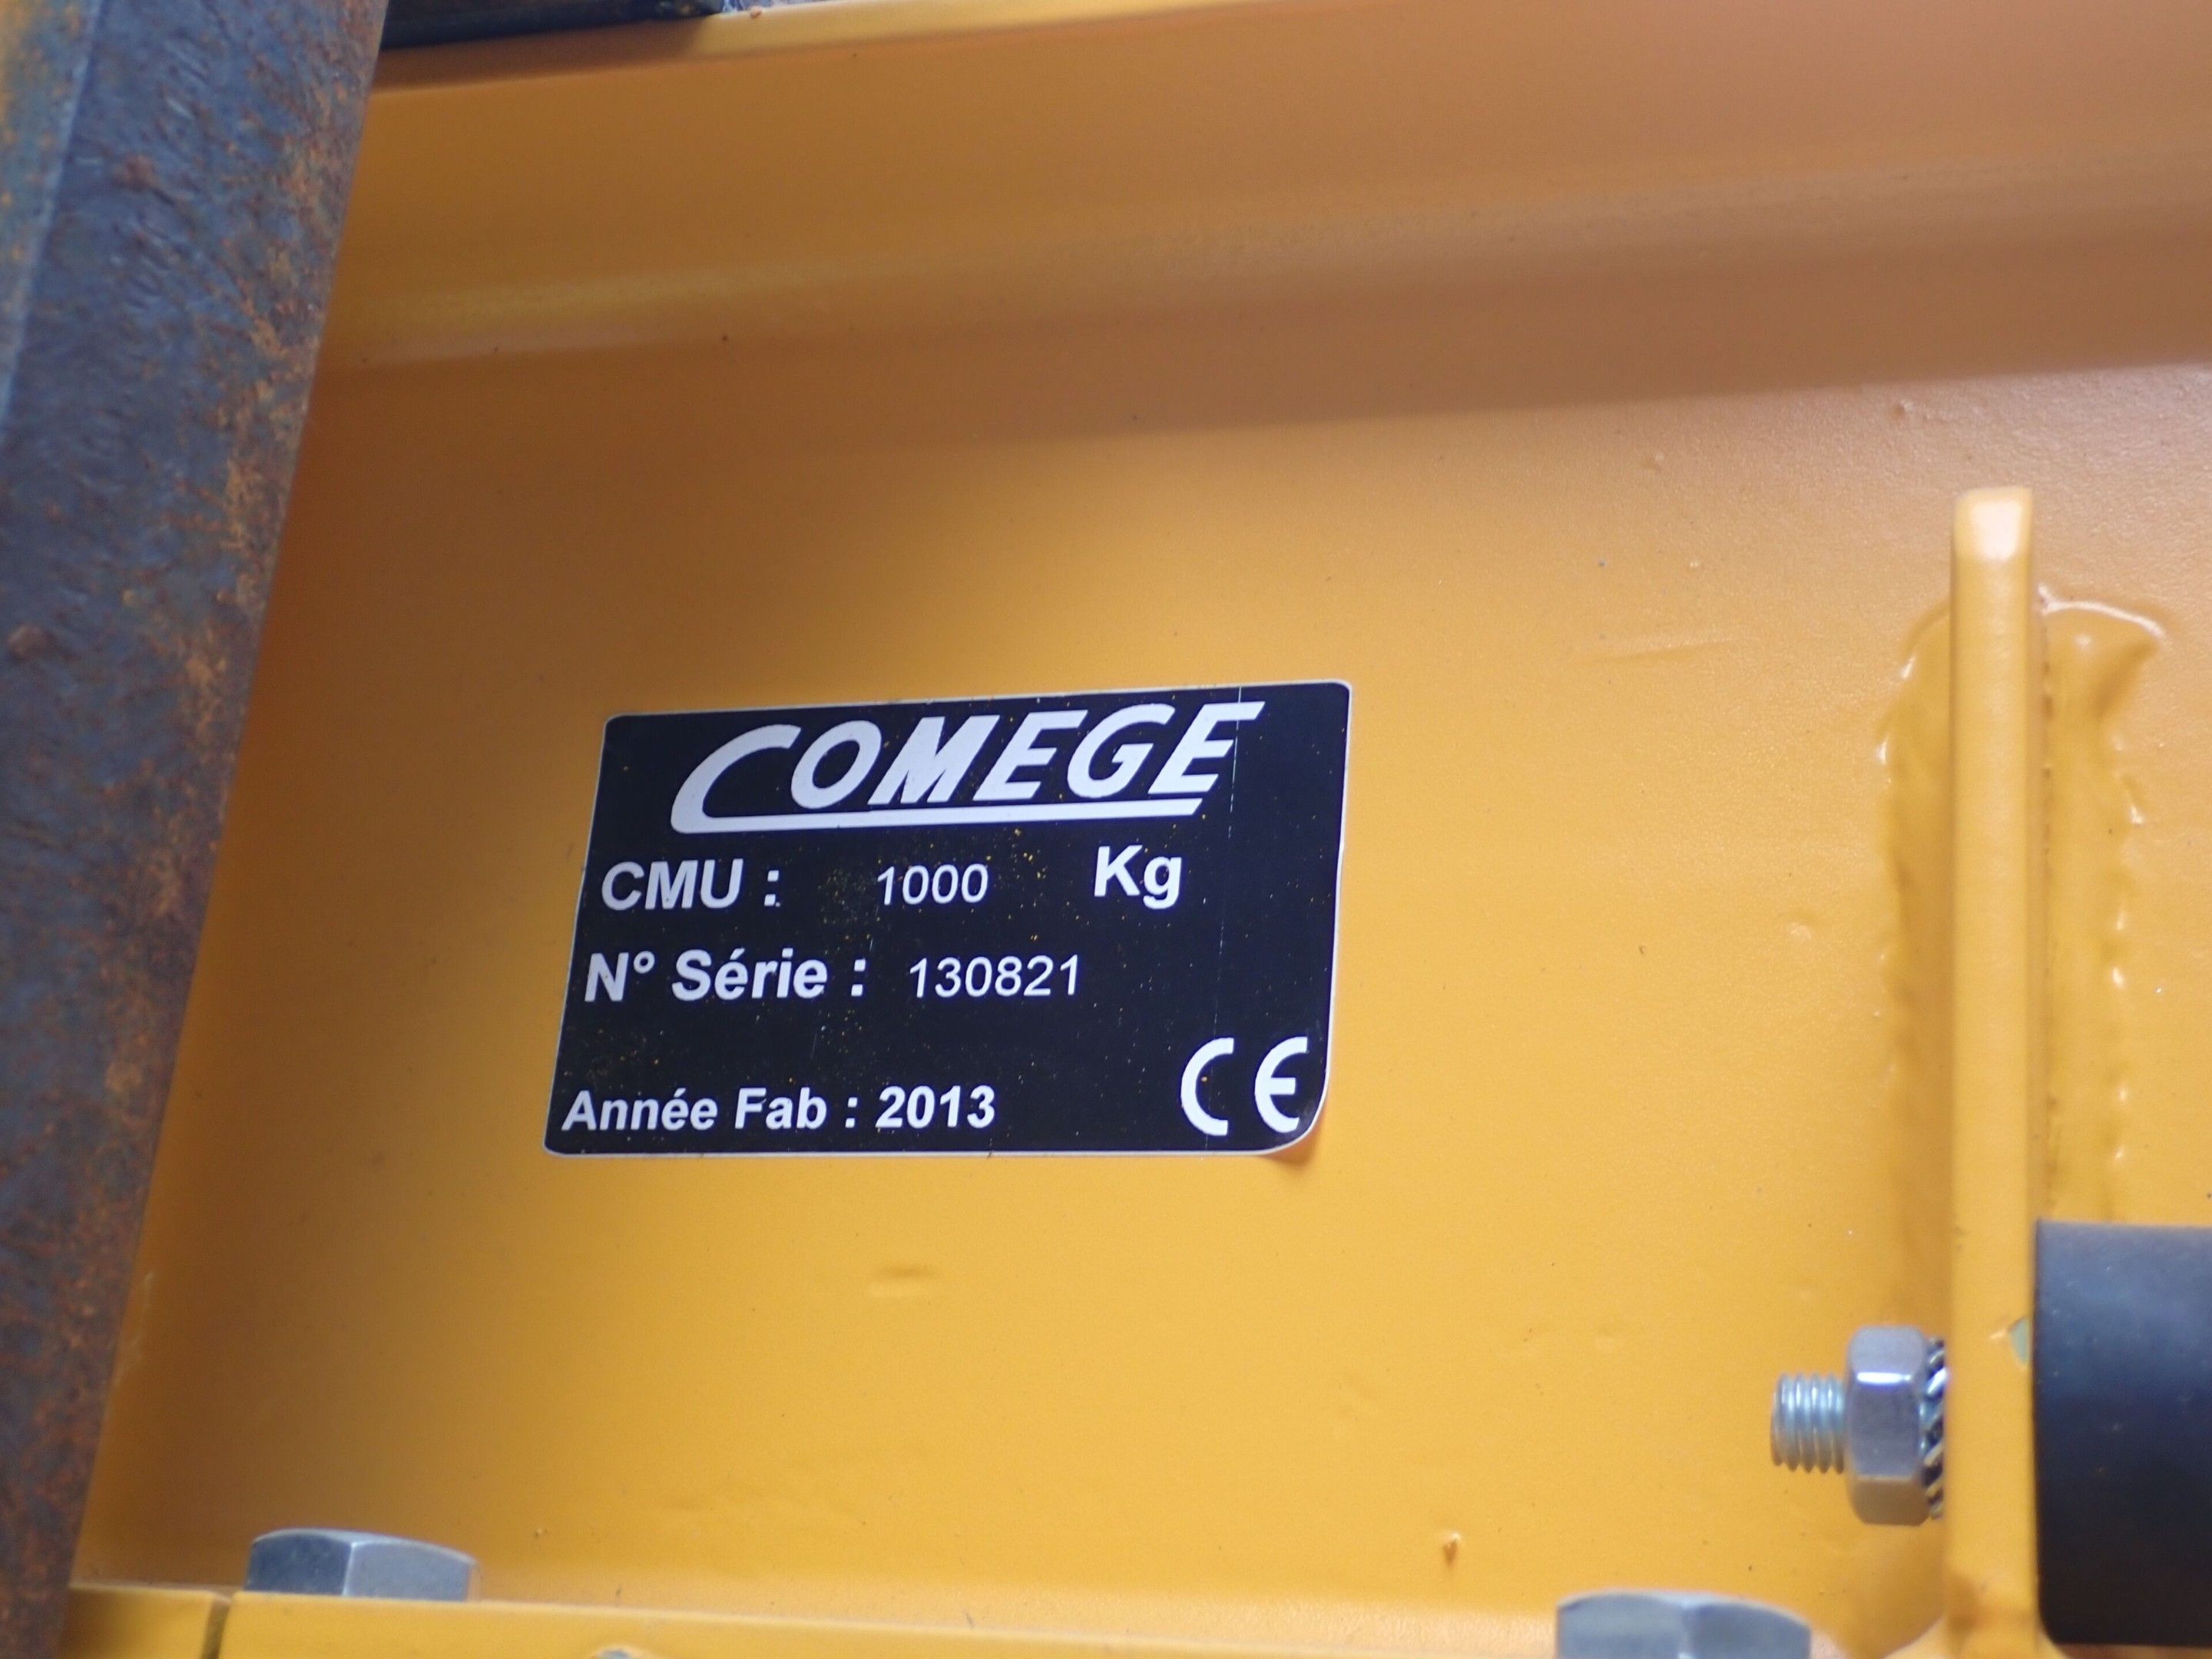 COMEGE
CMU : 1000 Kg
N° Série : 130821
Année Fab : 2013 CE